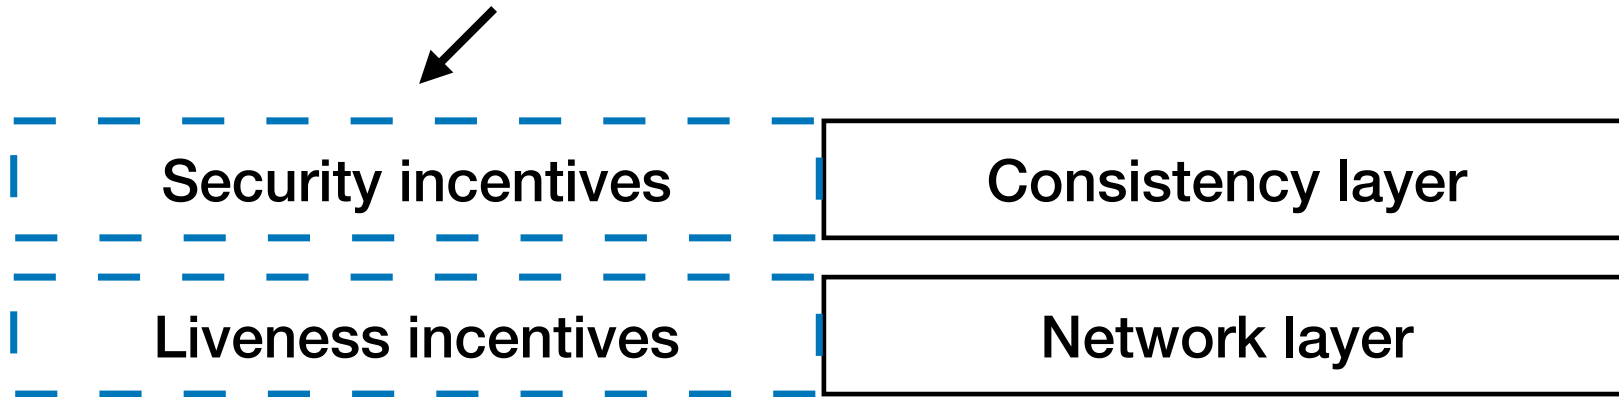 Security incentives
Consistency layer
Liveness incentives
Network layer